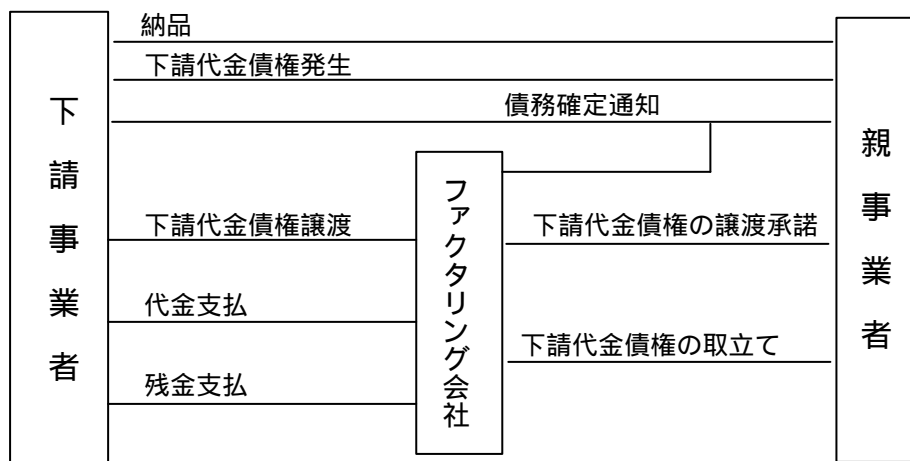 納品
下請代金債権発生
債務確定通知
下請事業者
親事業者
ファクタリング会社
下請代金債権譲渡
下請代金債権の譲渡承諾
代金支払
下請代金債権の取立て
残金支払